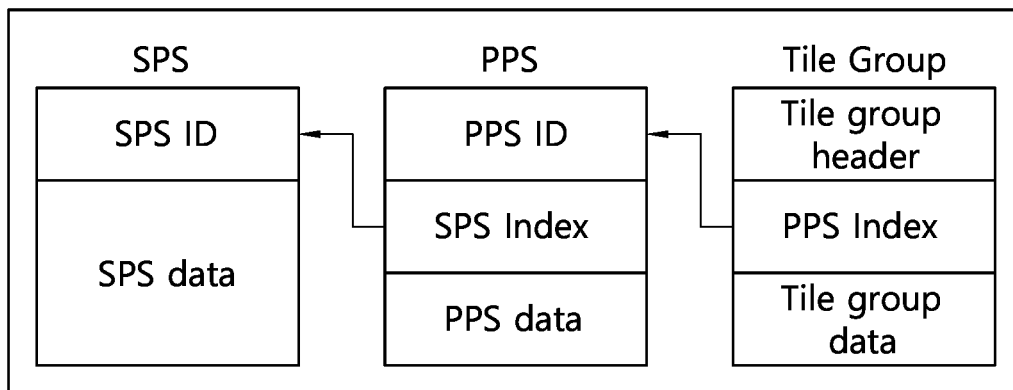 SPS
SPS ID
SPS data
PPS
PPS ID
SPS Index
PPS data
Tile Group
Tile group
header
PPS Index
Tile group
data